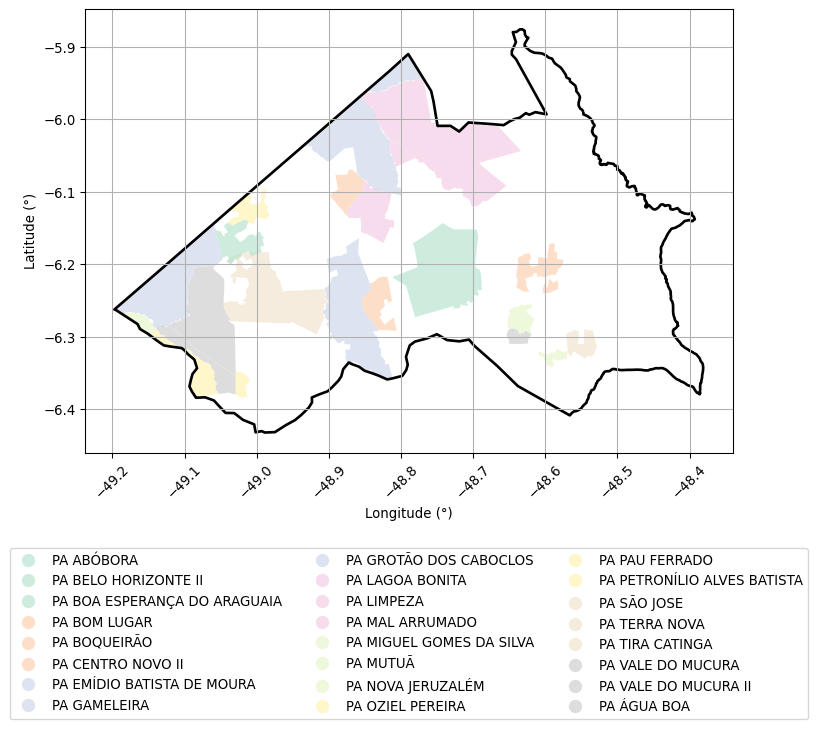 −5.9
−6.0
−6.1
−6.2
−6.3
−6.4
Latitude (°)
−49.2
−49.1
−49.0
−48.9
−48.8
−48.7
−48.6
−48.5
−48.4
Longitude (°)
PA ABÓBORA
PA BELO HORIZONTE II
PA BOA ESPERANÇA DO ARAGUAIA
PA BOM LUGAR
PA BOQUEIRÃO
PA CENTRO NOVO II
PA EMÍDIO BATISTA DE MOURA
PA GAMELEIRA
PA GROTÃO DOS CABOCLOS
PA LAGOA BONITA
PA LIMPEZA
PA MAL ARRUMADO
PA MIGUEL GOMES DA SILVA
PA MUTUÃ
PA NOVA JERUZALÉM
PA OZIEL PEREIRA
PA PAU FERRADO
PA PETRONÍLIO ALVES BATISTA
PA SÃO JOSE
PA TERRA NOVA
PA TIRA CATINGA
PA VALE DO MUCURA
PA VALE DO MUCURA II
PA ÁGUA BOA